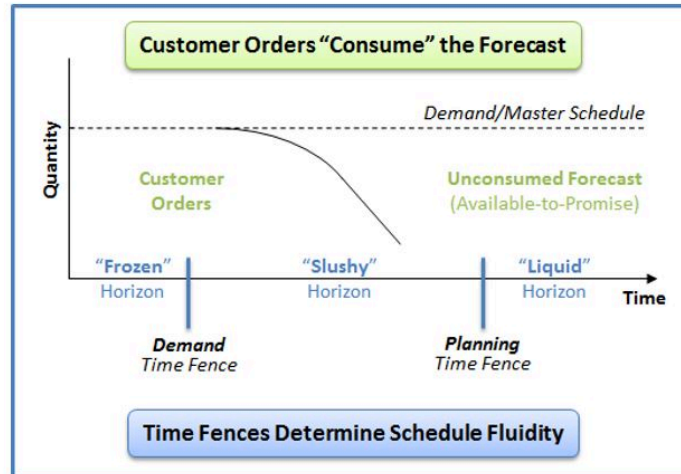 Customer Orders “Consume” the Forecast
Demand/Master Schedule
Quantity
Customer
Orders
Unconsumed Forecast
(Available-to-Promise)
“Frozen”
Horizon
“Slushy”
Horizon
“Liquid”
Horizon
Time
Demand
Time Fence
Planning
Time Fence
Time Fences Determine Schedule Fluidity